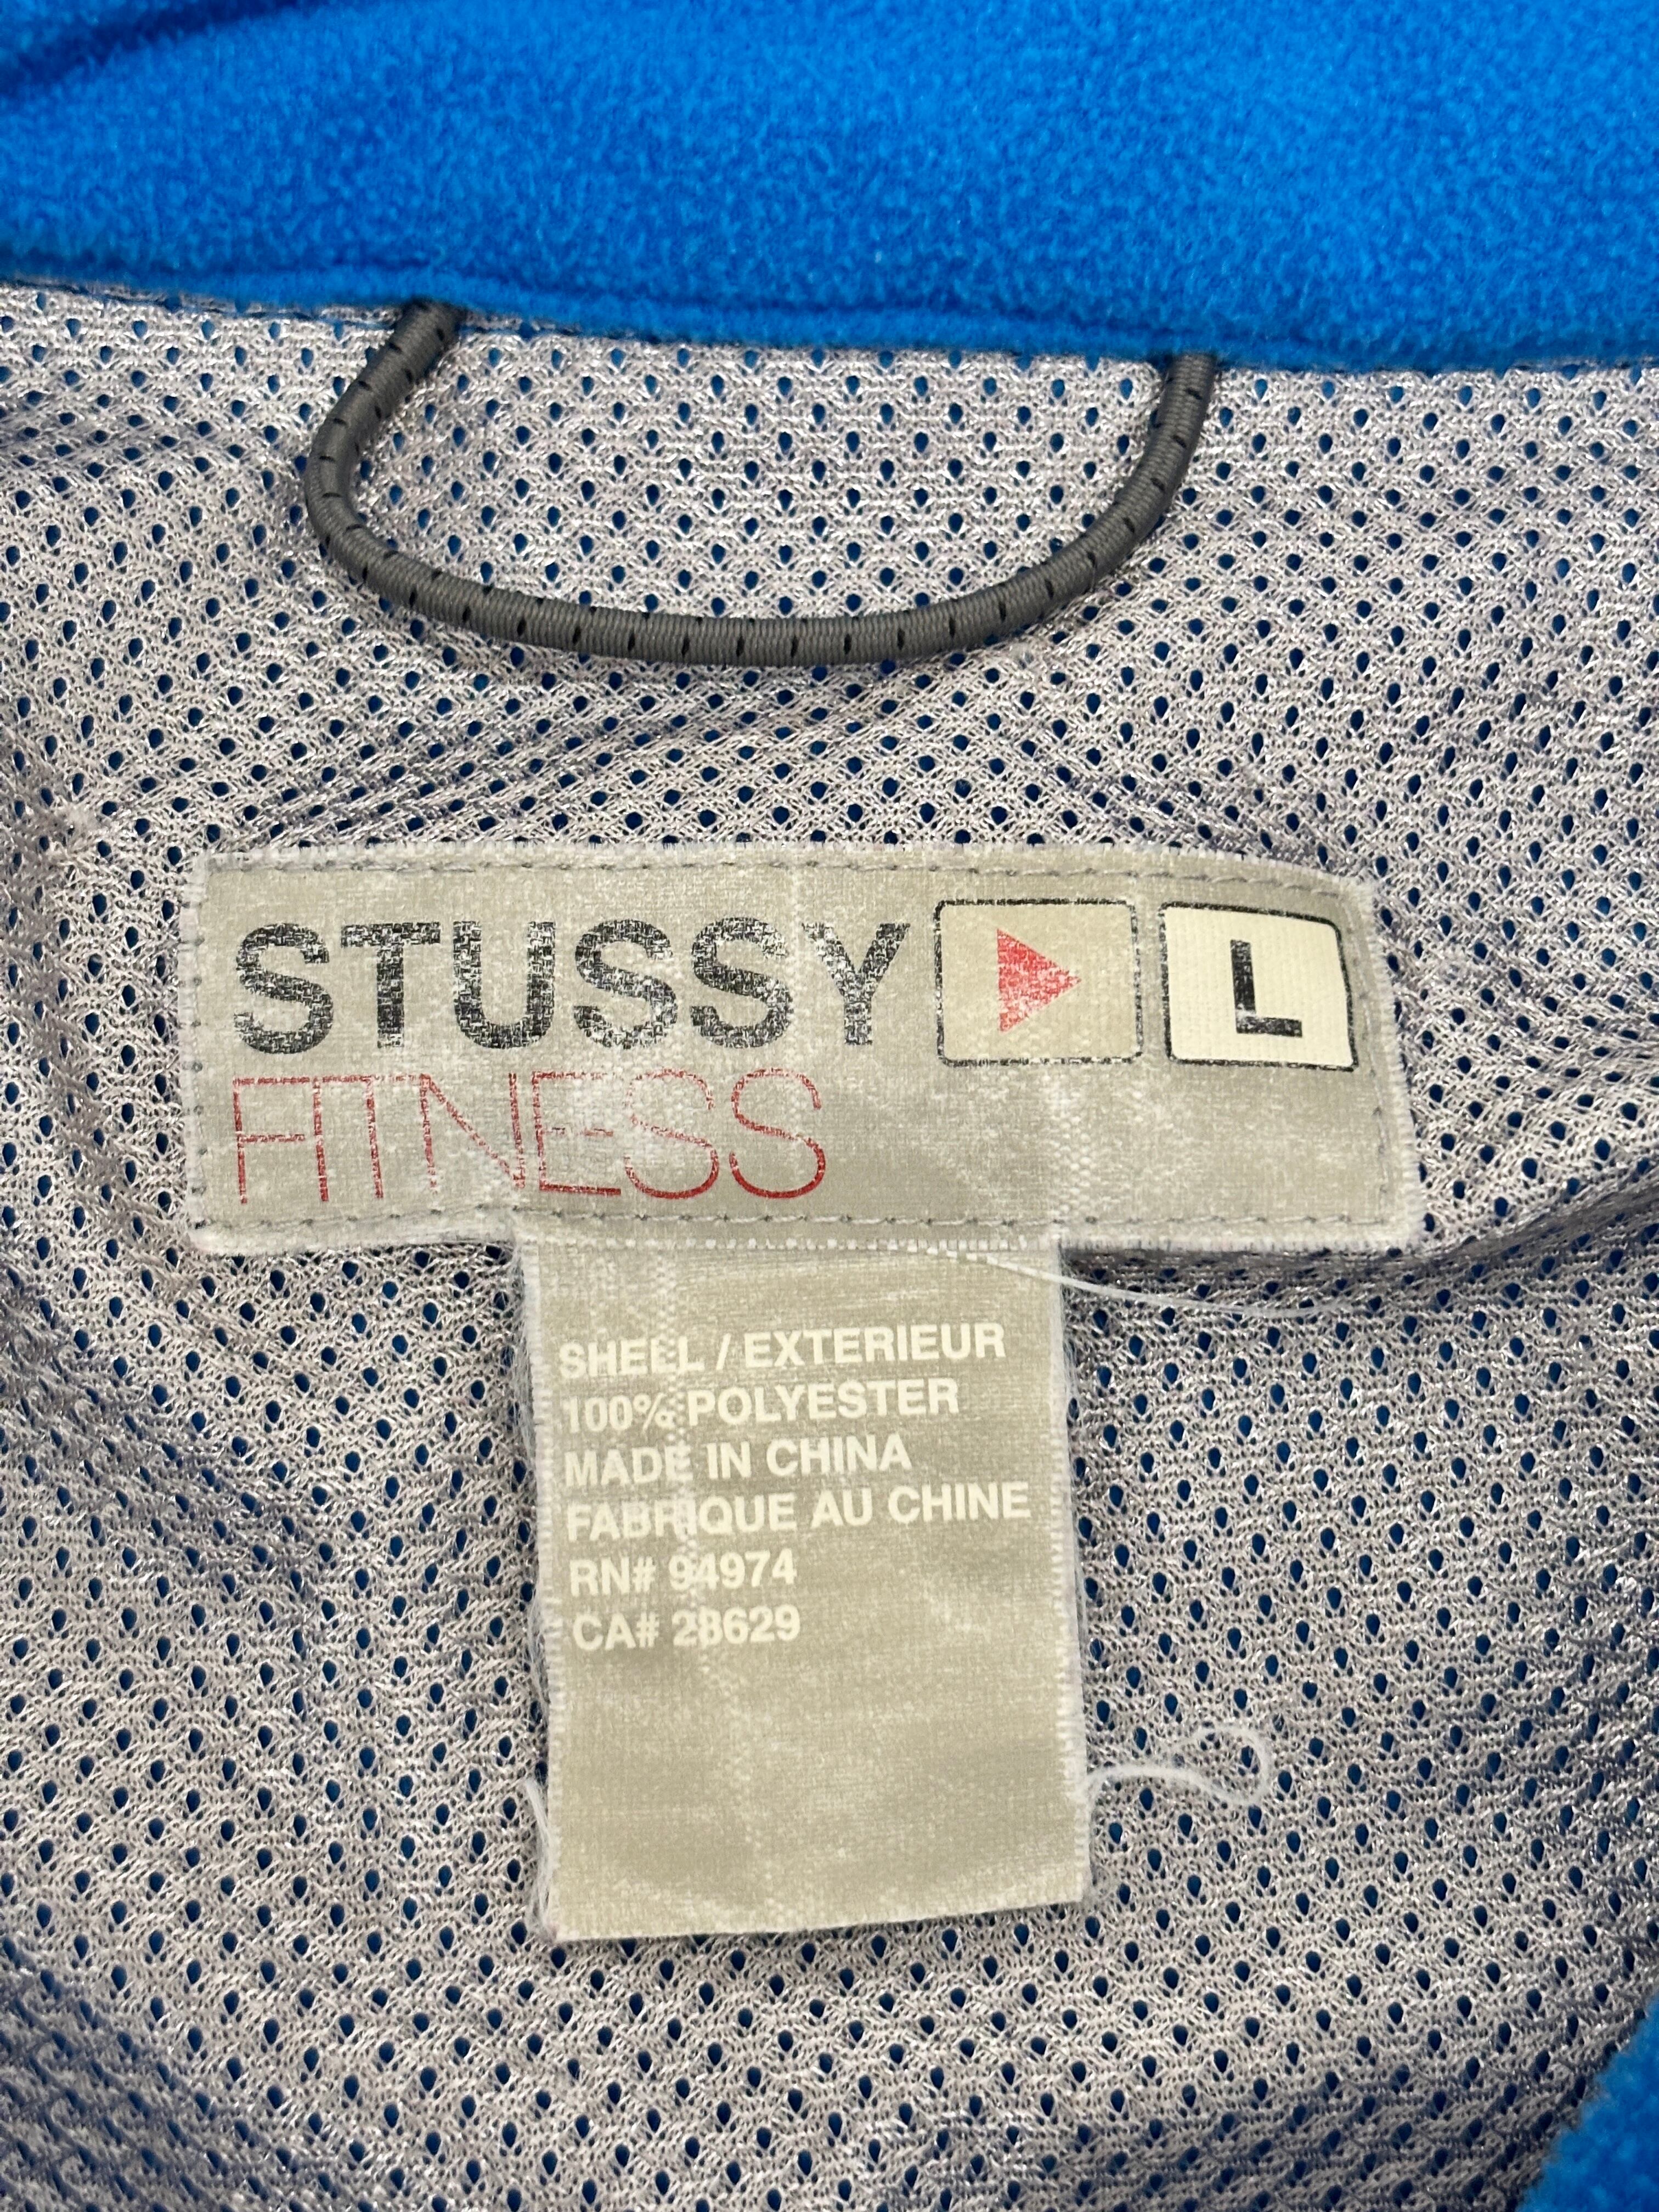 STUSSY L
FITNESS
SHELL / EXTERIEUR
100% POLYESTER
MADE IN CHINA
FABRIQUE AU CHINE
RN# 94974
CA# 28629